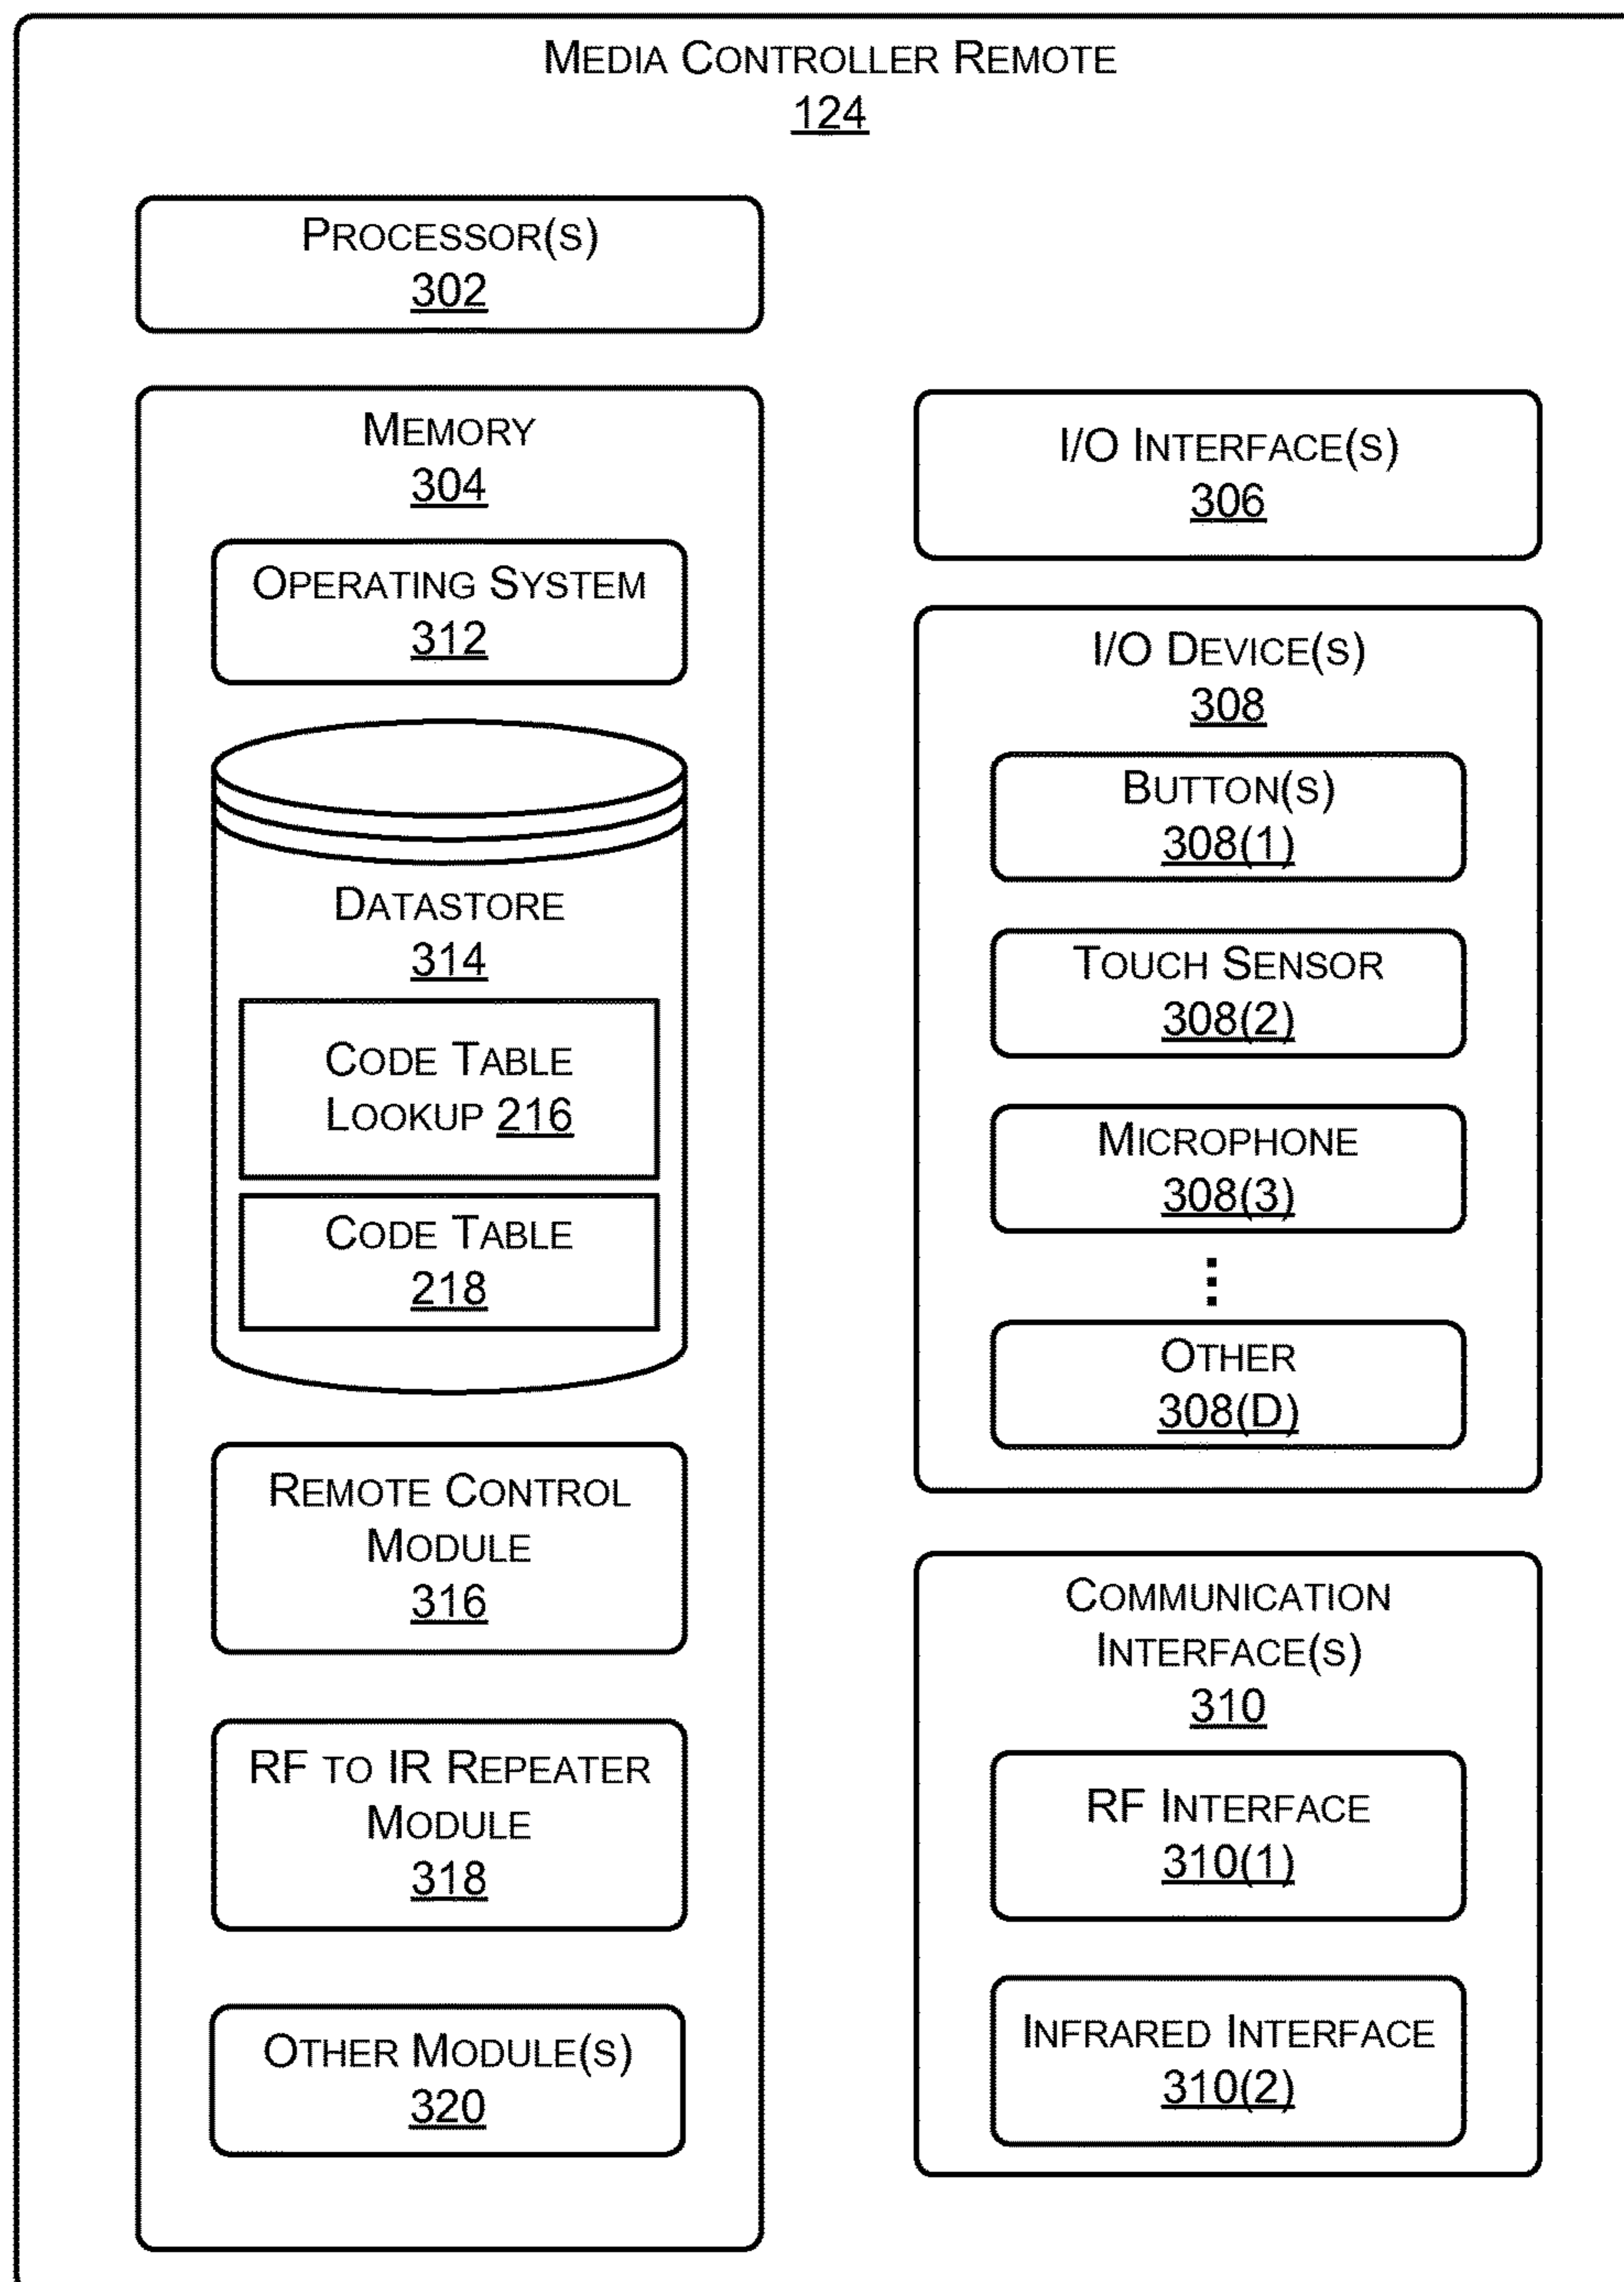 MEDIA CONTROLLER REMOTE
124
PROCESSOR(S)
302
MEMORY
304
OPERATING SYSTEM
312
DATASTORE
314
CODE TABLE
LOOKUP 216
CODE TABLE
218
REMOTE CONTROL
MODULE
316
RF TO IR REPEATER
MODULE
318
OTHER MODULE(S)
320
I/O INTERFACE(S)
306
I/O DEVICE(S)
308
BUTTON(S)
308(1)
TOUCH SENSOR
308(2)
MICROPHONE
308(3)
OTHER
308(D)
COMMUNICATION
INTERFACE(S)
310
RF INTERFACE
310(1)
INFRARED INTERFACE
310(2)